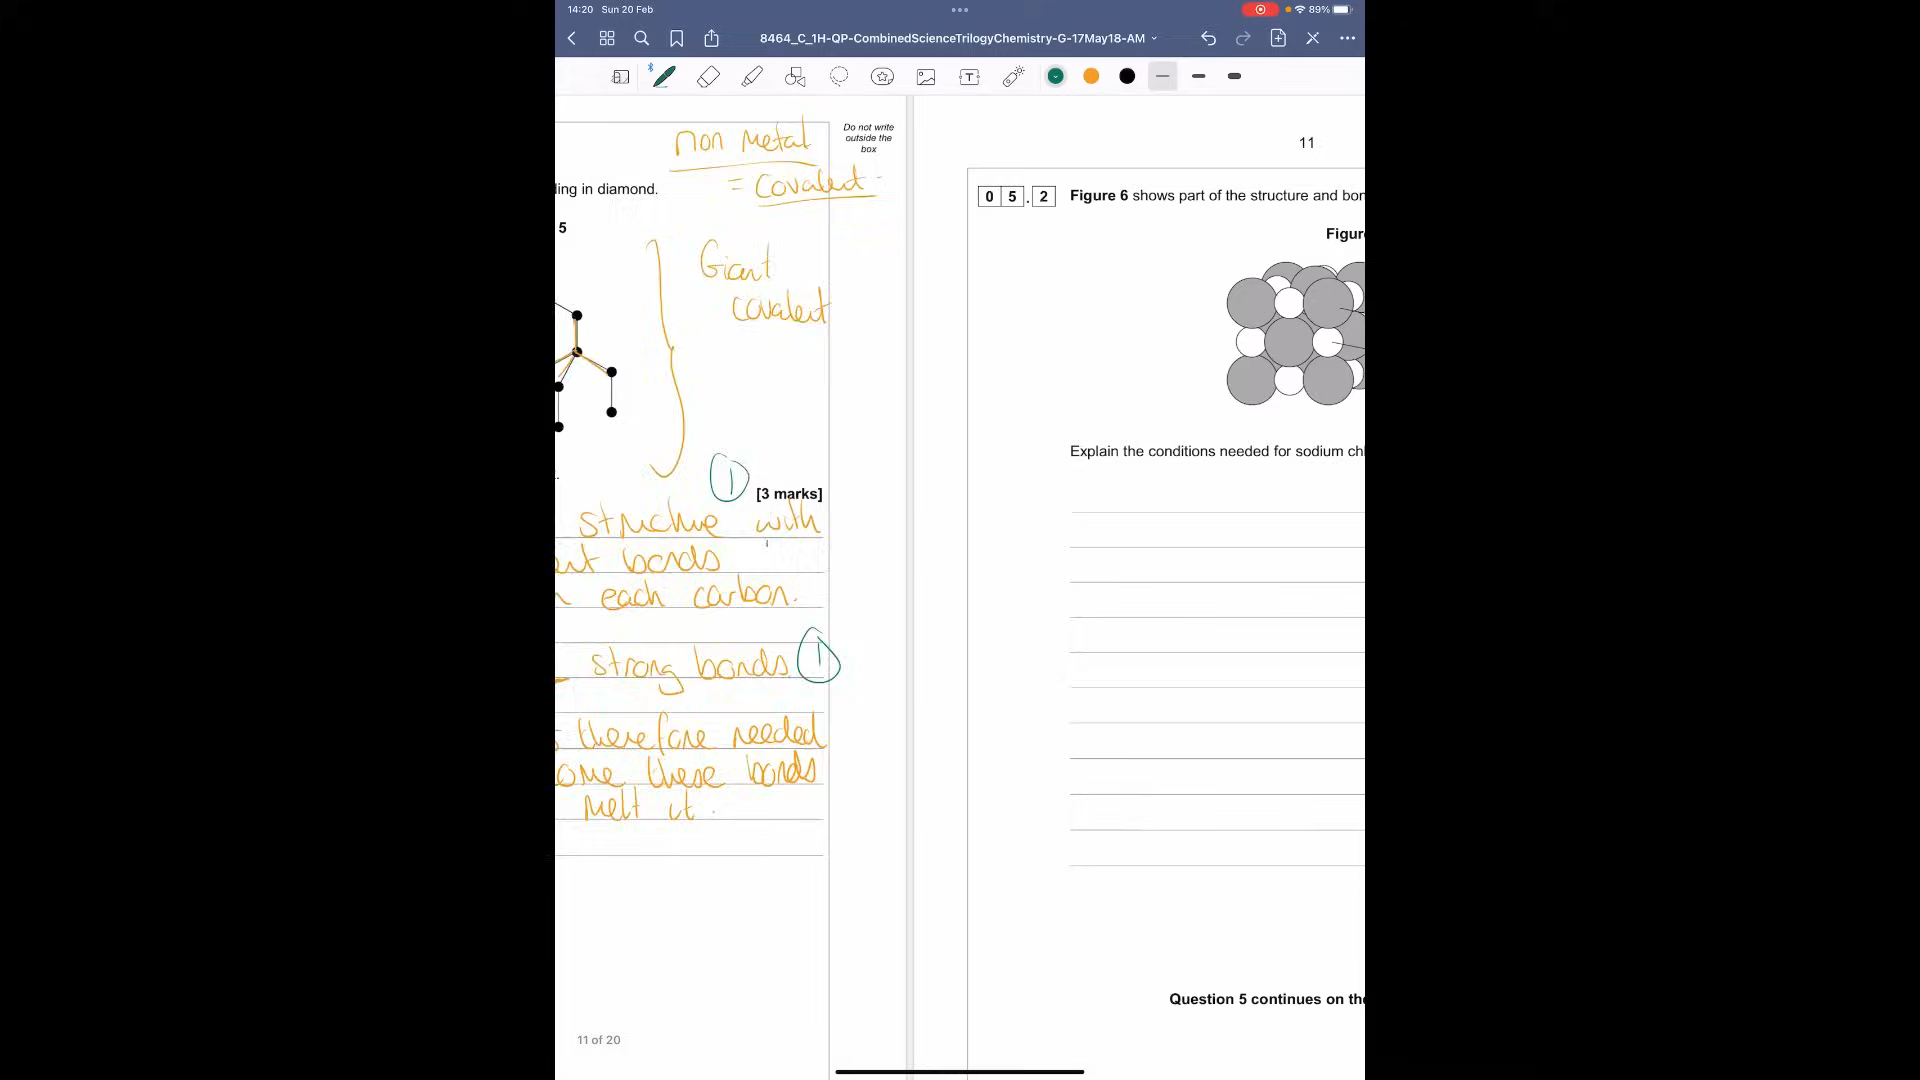 14:20 Sun 20 Feb
89%
8464_C_1H-QP-CombinedScienceTrilogyChemistry-G-17May18-AM
non metal
= covalent
Do not write
outside the
box
ding in diamond.
5
Giant
covalent
1
[3 marks]
structure with
bonds
each carbon.
strong bonds. 1
therefore needed
these bonds
melt it.
11 of 20
11
0 5 . 2 Figure 6 shows part of the structure and bon
Figure
Explain the conditions needed for sodium chl
Question 5 continues on the